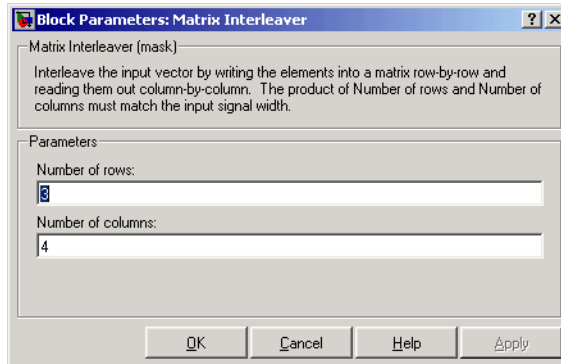 Block Parameters: Matrix Interleaver
Matrix Interleaver (mask)
Interleave the input vector by writing the elements into a matrix row-by-row and
reading them out column-by-column. The product of Number of rows and Number of
columns must match the input signal width.
Parameters
Number of rows:
3
Number of columns:
4
OK Cancel Help Apply